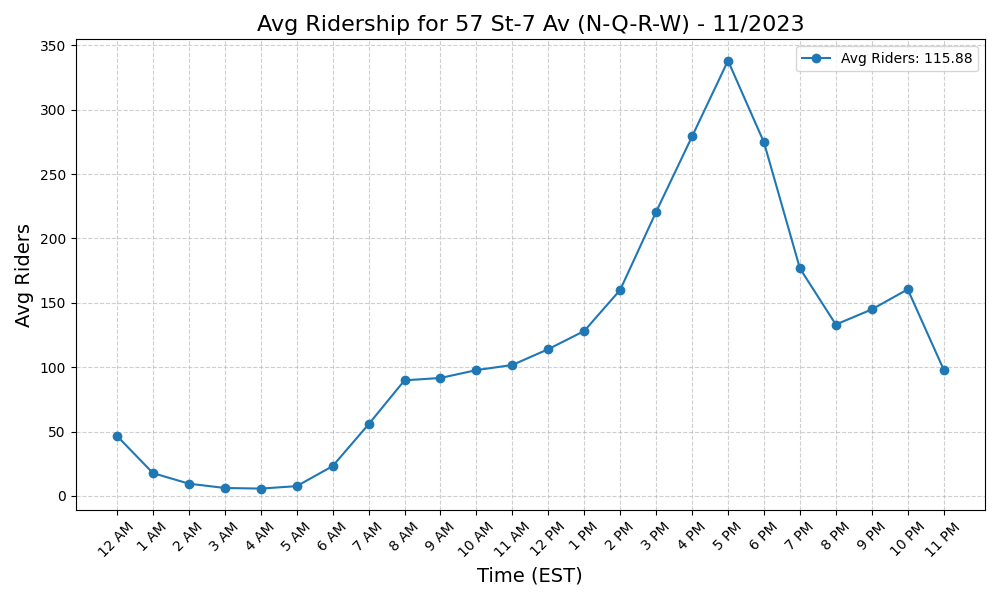 Avg Ridership for 57 St-7 Av (N-Q-R-W) - 11/2023
Avg Riders: 115.88
350
300
250
200
150
100
50
0
Avg Riders
12 AM
1 AM
2 AM
3 AM
4 AM
5 AM
6 AM
7 AM
8 AM
9 AM
10 AM
11 AM
12 PM
1 PM
2 PM
3 PM
4 PM
5 PM
6 PM
7 PM
8 PM
9 PM
10 PM
11 PM
Time (EST)